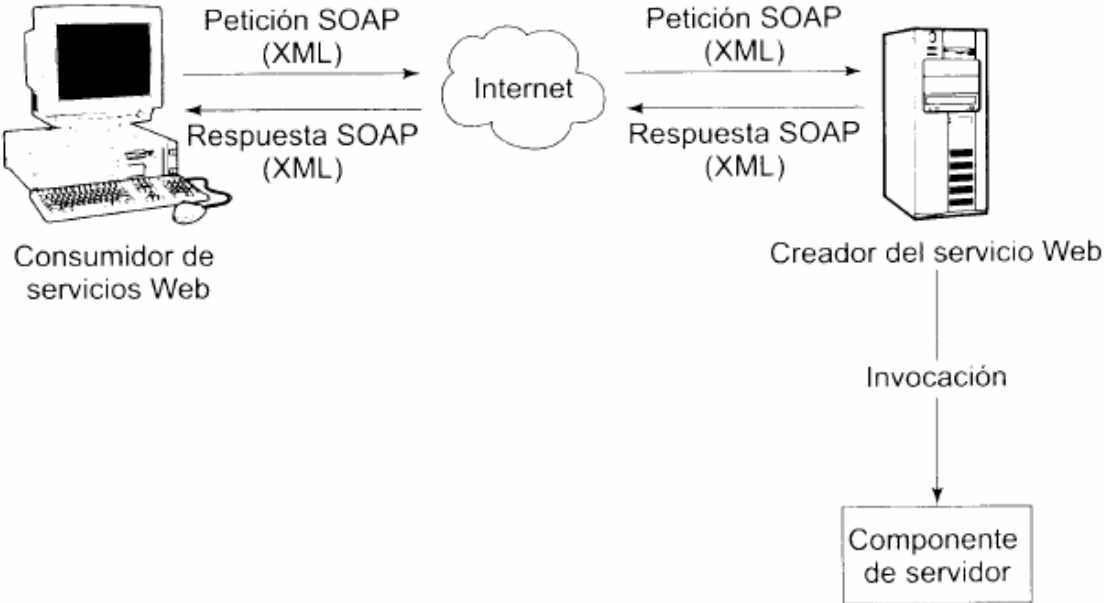 Petición SOAP
(XML)
Internet
Petición SOAP
(XML)
Respuesta SOAP
(XML)
Respuesta SOAP
(XML)
Consumidor de
servicios Web
Creador del servicio Web
Invocación
Componente
de servidor